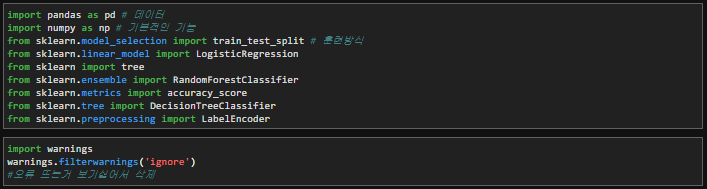 import pandas as pd # 데이터
import numpy as np # 기본적인 기능
from sklearn.model_selection import train_test_split # 훈련방식
from sklearn.linear_model import LogisticRegression
from sklearn import tree
from sklearn.ensemble import RandomForestClassifier
from sklearn.metrics import accuracy_score
from sklearn.tree import DecisionTreeClassifier
from sklearn.preprocessing import LabelEncoder
import warnings
warnings.filterwarnings('ignore')
#오류 뜨는거 보기싫어서 삭제